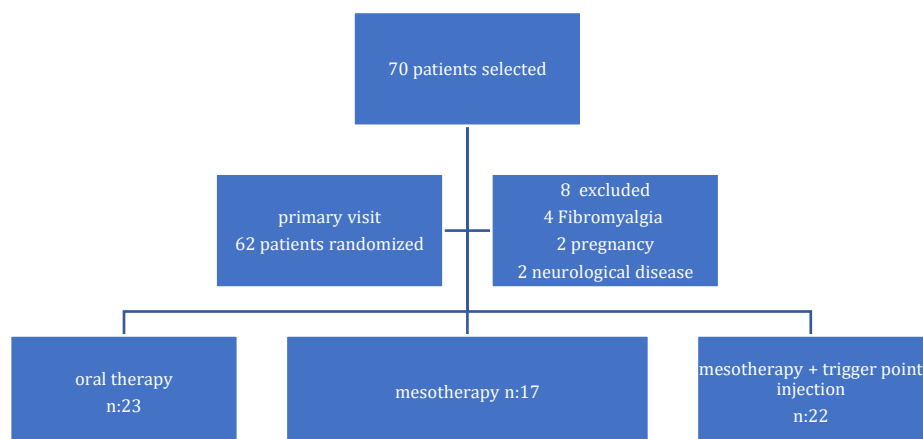 70 patients selected
primary visit
62 patients randomized
8 excluded
4 Fibromyalgia
2 pregnancy
2 neurological disease
oral therapy
n:23
mesotherapy n:17
mesotherapy + trigger point
injection
n:22